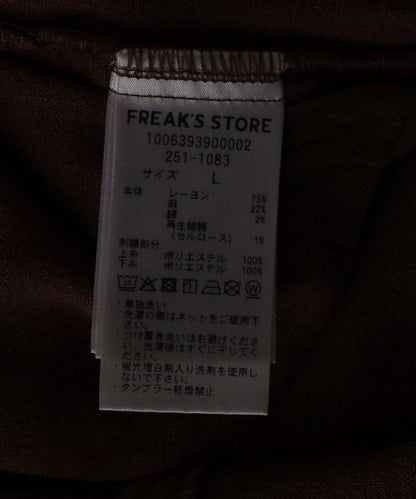 FREAK'S STORE
1006393900002
251-1083
サイズ L
本体 レーヨン 75%
麻 22%
綿 2%
再生繊維
(セルロース) 1%
刺繍部分
上糸 ポリエステル 100%
下糸 ポリエステル 100%
・単独洗い
・洗濯の際はネットをご使用下
さい。
・つけ置き洗いはお避けください。
・洗濯後はすぐに干してく
ださい。
・蛍光増白剤入り洗剤を使用し
ないで下さい。
・タンブラー乾燥禁止